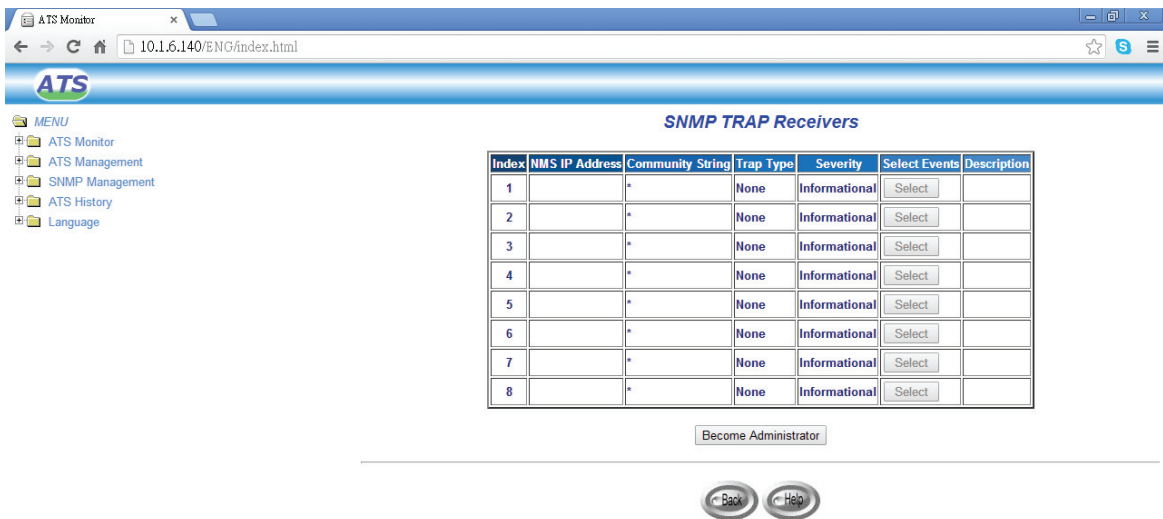 ATS Monitor
10.1.6.140/ENG/index.html
ATS
MENU
ATS Monitor
ATS Management
SNMP Management
ATS History
Language
SNMP TRAP Receivers
Index NMS IP Address Community String Trap Type Severity Select Events Description
1 * None Informational Select
2 * None Informational Select
3 * None Informational Select
4 * None Informational Select
5 * None Informational Select
6 * None Informational Select
7 * None Informational Select
8 * None Informational Select
Become Administrator
Back Help